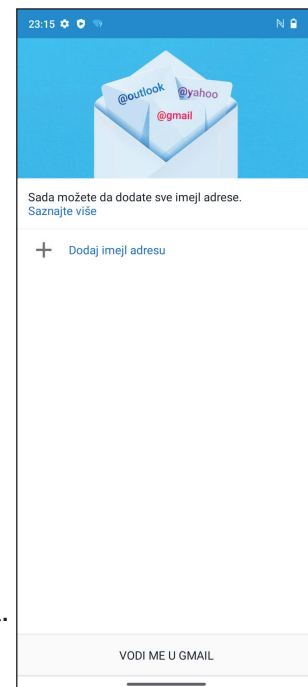 23:15
@outlook
@yahoo
@gmail
Sada možete da dodate sve imejl adrese.
Saznajte više
Dodaj imejl adresu
.
VODI ME U GMAIL